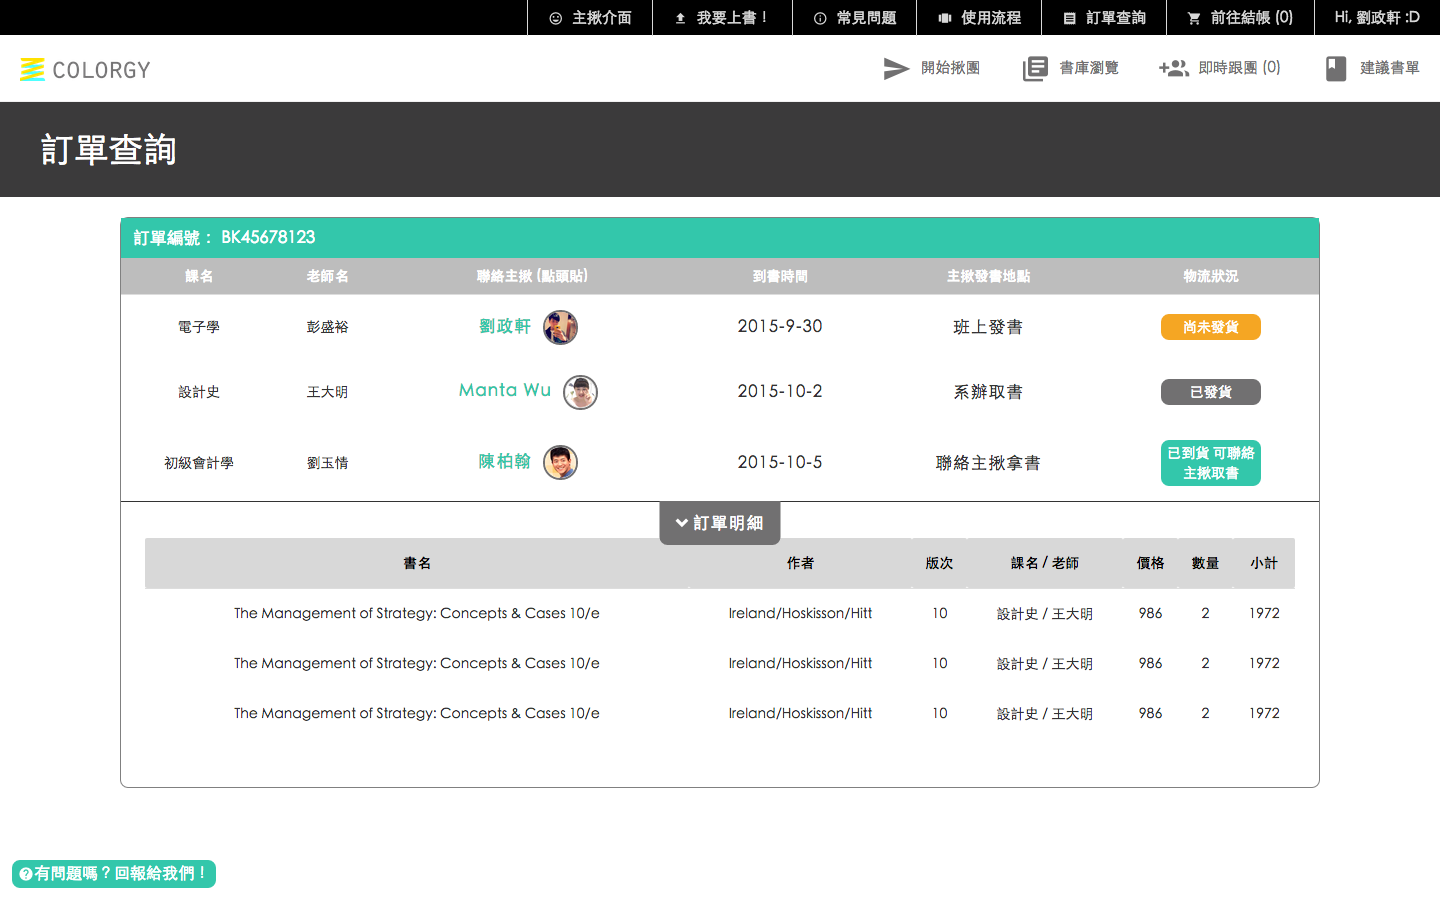 主揪介面 我要上書！ 常見問題 使用流程 訂單查詢 前往結帳 (0) Hi, 劉政軒 :D
COLORGY 開始揪團 書庫瀏覽 即時跟團 (0) 建議書單
訂單查詢
訂單編號： BK45678123
課名 老師名 聯絡主揪 (點頭貼) 到書時間 主揪發書地點 物流狀況
電子學 彭盛裕 劉政軒 2015-9-30 班上發書 尚未發貨
設計史 王大明 Manta Wu 2015-10-2 系辦取書 已發貨
初級會計學 劉玉情 陳柏翰 2015-10-5 聯絡主揪拿書 已到貨 可聯絡
主揪取書
訂單明細
書名 作者 版次 課名 / 老師 價格 數量 小計
The Management of Strategy: Concepts & Cases 10/e Ireland/Hoskisson/Hitt 10 設計史 / 王大明 986 2 1972
The Management of Strategy: Concepts & Cases 10/e Ireland/Hoskisson/Hitt 10 設計史 / 王大明 986 2 1972
The Management of Strategy: Concepts & Cases 10/e Ireland/Hoskisson/Hitt 10 設計史 / 王大明 986 2 1972
有問題嗎？回報給我們！